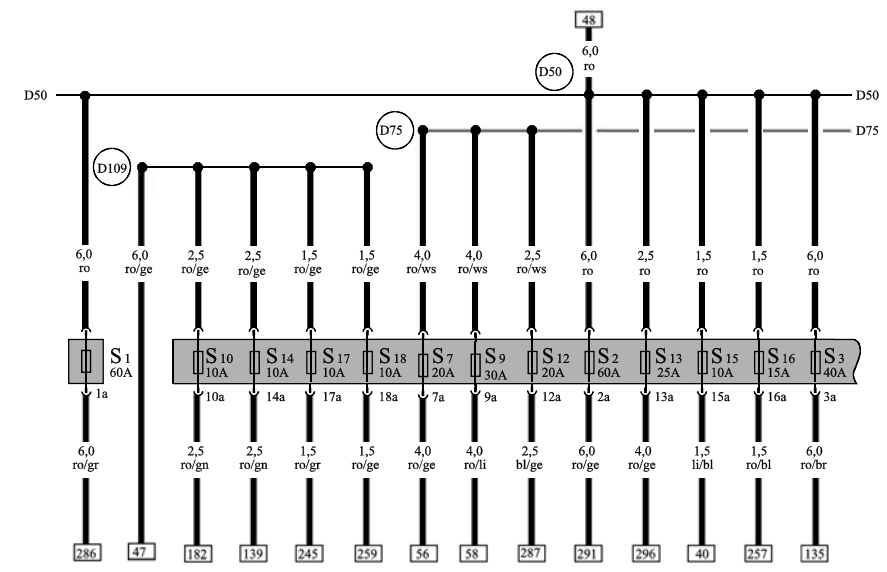 48
6,0
ro
D50
D50
D50
D75
D75
D109
6,0 6,0 2,5 2,5 1,5 1,5 4,0 4,0 2,5 6,0 2,5 1,5 1,5 6,0
ro ro/ge ro/ge ro/ge ro/ge ro/ge ro/ws ro/ws ro/ws ro ro ro ro ro
S1 S10 S14 S17 S18 S7 S9 S12 S2 S13 S15 S16 S3
60A 10A 10A 10A 10A 20A 30A 20A 60A 25A 10A 15A 40A
1a 10a 14a 17a 18a 7a 9a 12a 2a 13a 15a 16a 3a
6,0 2,5 2,5 1,5 1,5 4,0 4,0 2,5 6,0 4,0 1,5 1,5 6,0
ro/gr ro/gn ro/gn ro/gr ro/ge ro/ge ro/li bl/ge ro/ge ro/ge li/bl ro/bl ro/br
286 47 182 139 245 259 56 58 287 291 296 40 257 135